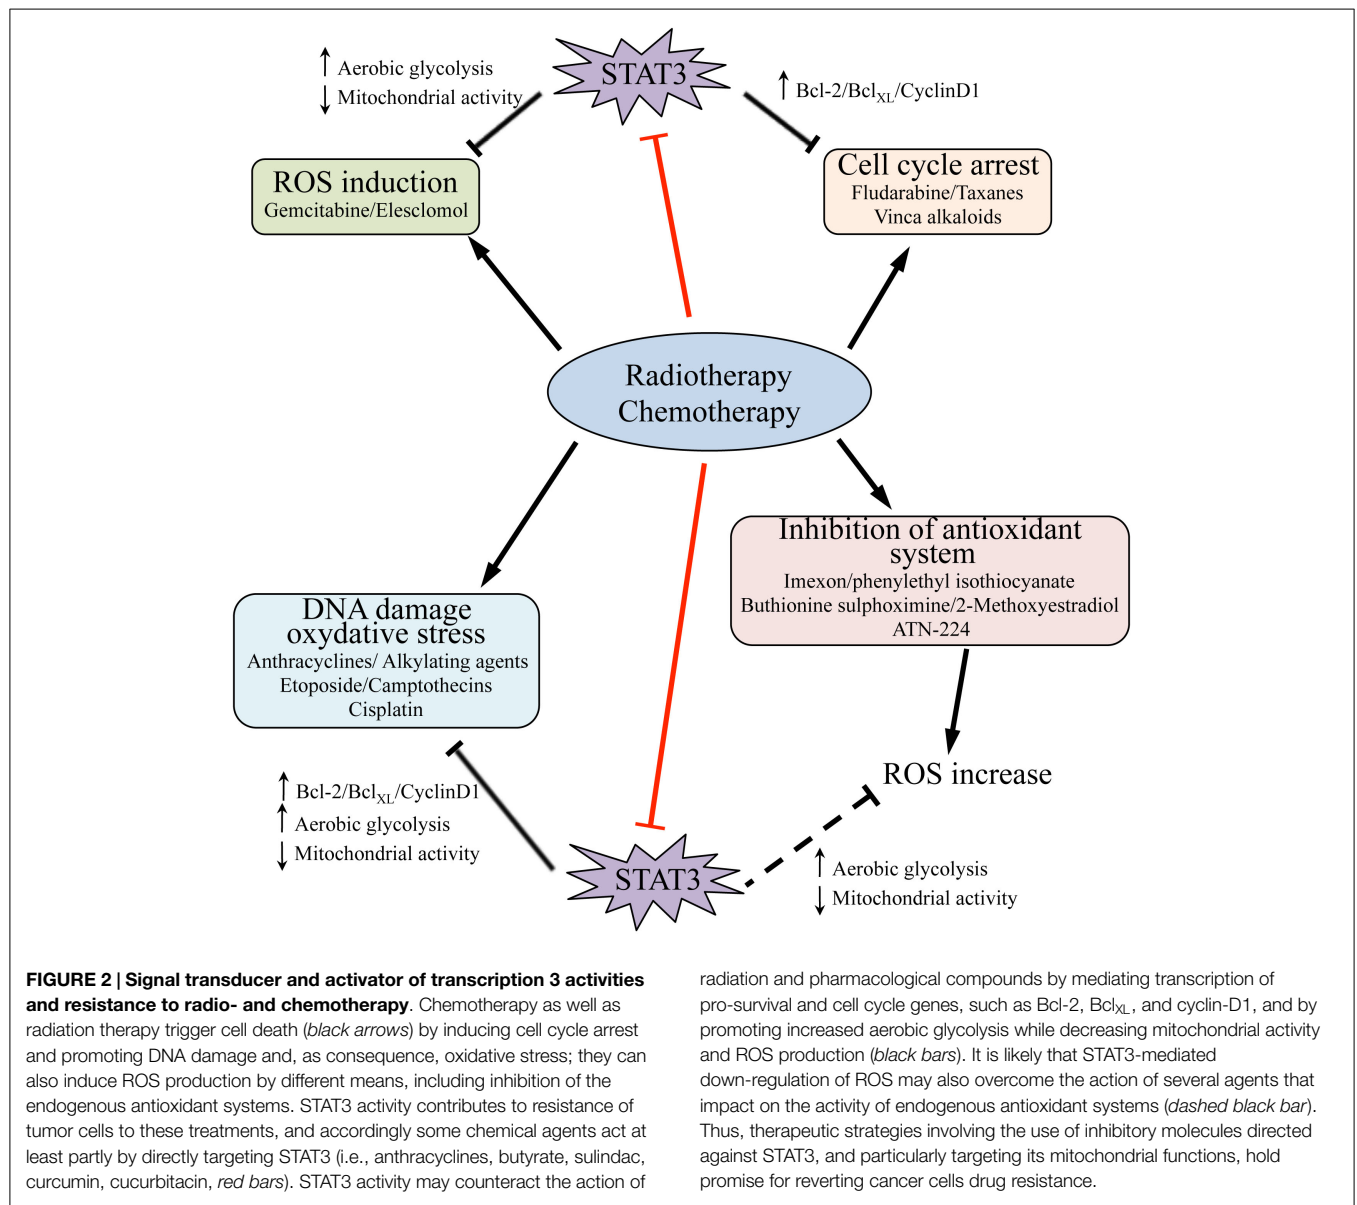 ↑ Aerobic glycolysis
↓ Mitochondrial activity
STAT3
↑ Bcl-2/BclXL/CyclinD1
ROS induction
Gemcitabine/Elesclomol
Cell cycle arrest
Fludarabine/Taxanes
Vinca alkaloids
Radiotherapy
Chemotherapy
Inhibition of antioxidant
system
Imexon/phenylethyl isothiocyanate
Buthionine sulphoximine/2-Methoxyestradiol
ATN-224
DNA damage
oxydative stress
Anthracyclines/ Alkylating agents
Etoposide/Camptothecins
Cisplatin
ROS increase
↑ Bcl-2/BclXL/CyclinD1
↑ Aerobic glycolysis
↓ Mitochondrial activity
STAT3
↑ Aerobic glycolysis
↓ Mitochondrial activity
FIGURE 2 | Signal transducer and activator of transcription 3 activities
and resistance to radio- and chemotherapy. Chemotherapy as well as
radiation therapy trigger cell death (black arrows) by inducing cell cycle arrest
and promoting DNA damage and, as consequence, oxidative stress; they can
also induce ROS production by different means, including inhibition of the
endogenous antioxidant systems. STAT3 activity contributes to resistance of
tumor cells to these treatments, and accordingly some chemical agents act at
least partly by directly targeting STAT3 (i.e., anthracyclines, butyrate, sulindac,
curcumin, cucurbitacin, red bars). STAT3 activity may counteract the action of
radiation and pharmacological compounds by mediating transcription of
pro-survival and cell cycle genes, such as Bcl-2, BclXL, and cyclin-D1, and by
promoting increased aerobic glycolysis while decreasing mitochondrial activity
and ROS production (black bars). It is likely that STAT3-mediated
down-regulation of ROS may also overcome the action of several agents that
impact on the activity of endogenous antioxidant systems (dashed black bar).
Thus, therapeutic strategies involving the use of inhibitory molecules directed
against STAT3, and particularly targeting its mitochondrial functions, hold
promise for reverting cancer cells drug resistance.